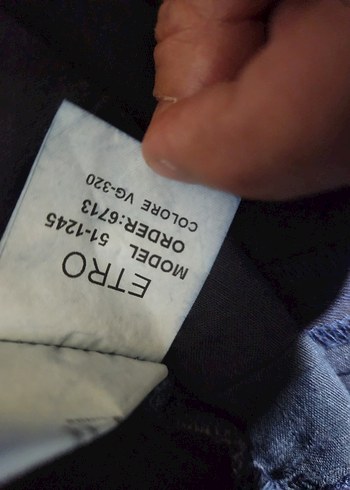 ETRO
MODEL 51-1245
ORDER:6713
COLORE VG-320